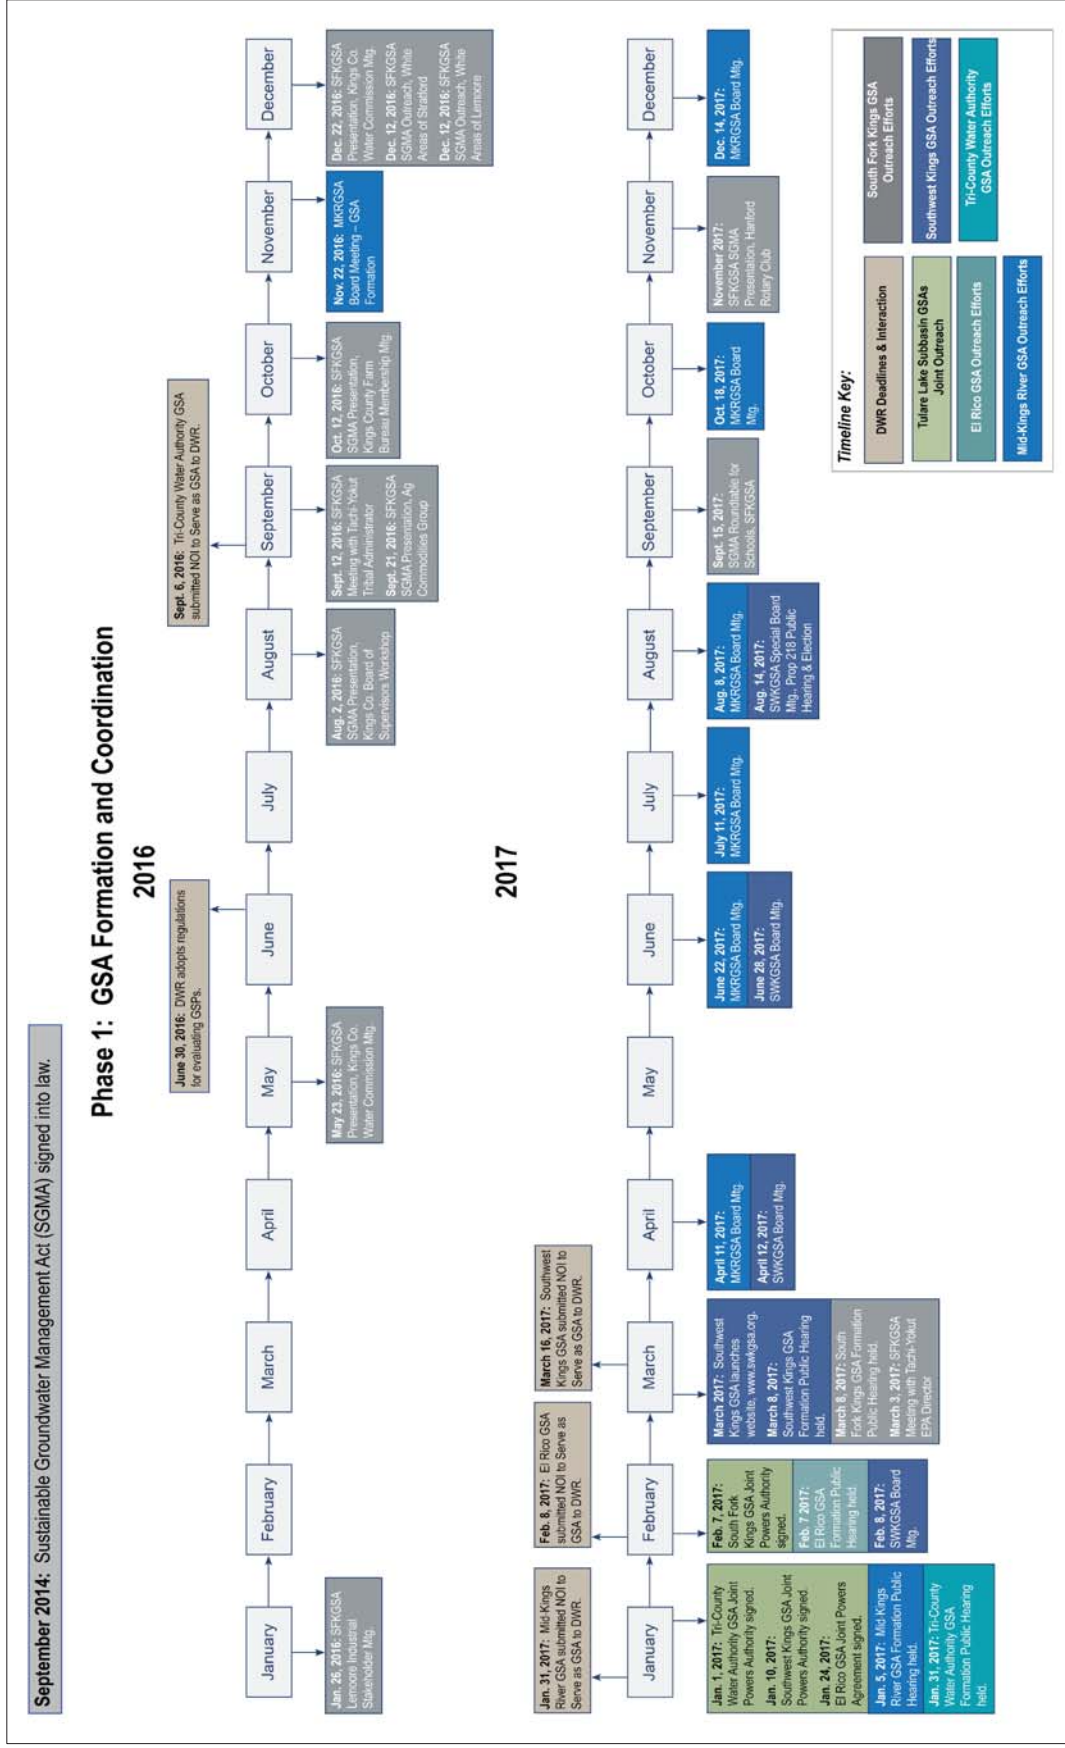 September 2014: Sustainable Groundwater Management Act (SGMA) signed into law.
Phase 1: GSA Formation and Coordination
2016
June 30, 2016: DWR adopts regulations
for evaluating GSPs.
Sept. 6, 2016: Tri-County Water Authority GSA
submitted NOI to Serve as GSA to DWR.
January
February
March
April
May
June
July
August
September
October
November
December
Jan. 26, 2016: SFKGSA
Lemoore Industrial
Stakeholder Mtg.
May 23, 2016: SFKGSA
Presentation, Kings Co.
Water Commission Mtg.
Aug. 2, 2016: SFKGSA
SGMA Presentation,
Kings Co. Board of
Supervisors Workshop
Sept. 12, 2016: SFKGSA
Meeting with Tachi-Yokut
Tribal Administrator
Sept. 21, 2016: SFKGSA
SGMA Presentation, Ag
Commodities Group
Oct. 12, 2016: SFKGSA
SGMA Presentation,
Kings County Farm
Bureau Membership Mtg.
Nov. 22, 2016: MKRGSA
Board Meeting – GSA
Formation
Dec. 22, 2016: SFKGSA
Presentation, Kings Co.
Water Commission Mtg.
Dec. 12, 2016: SFKGSA
SGMA Outreach, White
Areas of Stratford
Dec. 12, 2016: SFKGSA
SGMA Outreach, White
Areas of Lemoore
2017
Jan. 31, 2017: Mid-Kings
River GSA submitted NOI to
Serve as GSA to DWR.
Feb. 8, 2017: El Rico GSA
submitted NOI to Serve as
GSA to DWR.
March 16, 2017: Southwest
Kings GSA submitted NOI to
Serve as GSA to DWR.
January
February
March
April
May
June
July
August
September
October
November
December
Jan. 1, 2017: Tri-County
Water Authority GSA Joint
Powers Authority signed.
Jan. 10, 2017:
Southwest Kings GSA Joint
Powers Authority signed.
Jan. 24, 2017:
El Rico GSA Joint Powers
Agreement signed.
Jan. 5, 2017: Mid-Kings
River GSA Formation Public
Hearing held.
Jan. 31, 2017: Tri-County
Water Authority GSA
Formation Public Hearing
held.
Feb. 7, 2017:
South Fork
Kings GSA Joint
Powers Authority
signed.
Feb. 7 2017:
El Rico GSA
Formation Public
Hearing held.
Feb. 8, 2017:
SWKGSA Board
Mtg.
March 2017: Southwest
Kings GSA launches
website, www.swkgsa.org.
March 8, 2017:
Southwest Kings GSA
Formation Public Hearing
held.
March 8, 2017: South
Fork Kings GSA Formation
Public Hearing held.
March 3, 2017: SFKGSA
Meeting with Tachi-Yokut
EPA Director
April 11, 2017:
MKRGSA Board Mtg.
April 12, 2017:
SWKGSA Board Mtg.
June 22, 2017:
MKRGSA Board Mtg.
June 28, 2017:
SWKGSA Board Mtg.
July 11, 2017:
MKRGSA Board Mtg.
Aug. 8, 2017:
MKRGSA Board Mtg.
Aug. 14, 2017:
SWKGSA Special Board
Mtg., Prop 218 Public
Hearing & Election
Sept. 15, 2017:
SGMA Roundtable for
Schools, SFKGSA
Oct. 18, 2017:
MKRGSA Board
Mtg.
November 2017:
SFKGSA SGMA
Presentation, Hanford
Rotary Club
Dec. 14, 2017:
MKRGSA Board Mtg.
Timeline Key:
DWR Deadlines & Interaction
Tulare Lake Subbasin GSAs
Joint Outreach
El Rico GSA Outreach Efforts
Mid-Kings River GSA Outreach Efforts
South Fork Kings GSA
Outreach Efforts
Southwest Kings GSA Outreach Efforts
Tri-County Water Authority
GSA Outreach Efforts